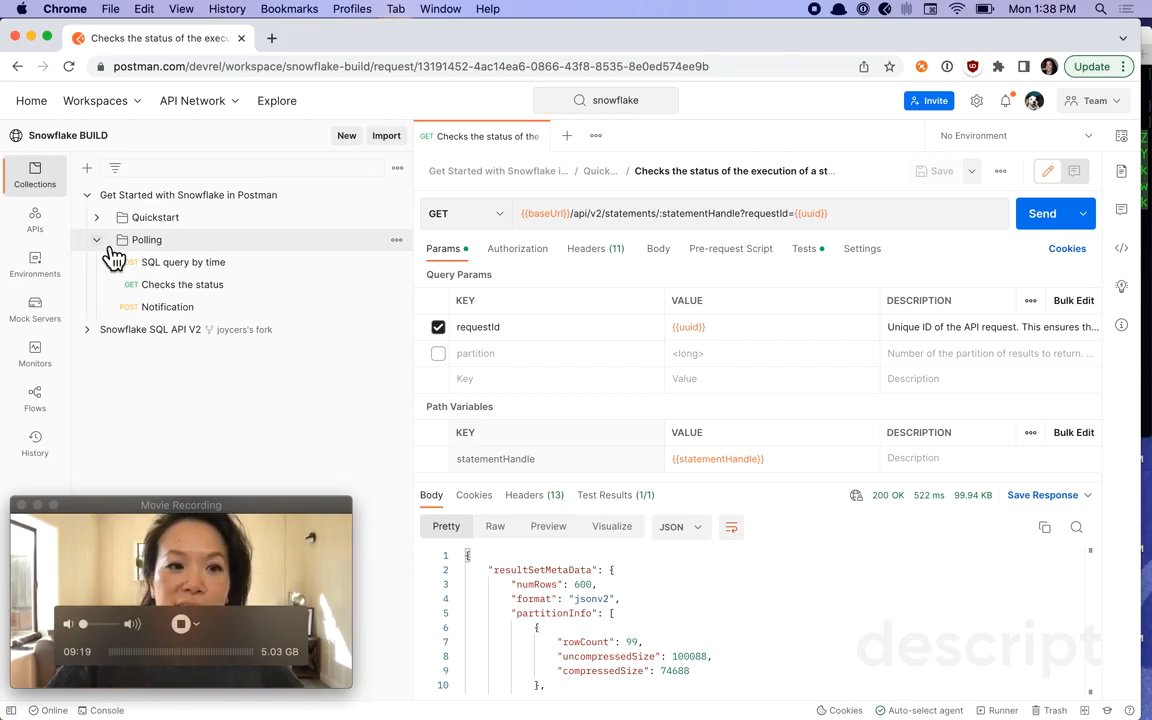 Chrome File Edit View History Bookmarks Profiles Tab Window Help Mon 1:38 PM
Checks the status of the execu
postman.com/devrel/workspace/snowflake-build/request/13191452-4ac14ea6-0866-43f8-8535-8e0ed574ee9b Update
Home Workspaces API Network Explore snowflake Invite Team
Snowflake BUILD New Import GET Checks the status of the No Environment
Collections
Get Started with Snowflake in Postman
Quickstart
Polling
SQL query by time
GET Checks the status
POST Notification
Snowflake SQL API V2 joycers's fork
APIs
Environments
Mock Servers
Monitors
Flows
History
Get Started with Snowflake i... / Quick... / Checks the status of the execution of a st... Save
GET {{baseUrl}}/api/v2/statements/:statementHandle?requestId={{uuid}} Send
Params Authorization Headers (11) Body Pre-request Script Tests Settings Cookies
Query Params
KEY VALUE DESCRIPTION Bulk Edit
requestId {{uuid}} Unique ID of the API request. This ensures th...
partition <long> Number of the partition of results to return. ...
Key Value Description
Path Variables
KEY VALUE DESCRIPTION Bulk Edit
statementHandle {{statementHandle}} Description
Body Cookies Headers (13) Test Results (1/1) 200 OK 522 ms 99.94 KB Save Response
Pretty Raw Preview Visualize JSON
1 {
2 "resultSetMetaData": {
3 "numRows": 600,
4 "format": "jsonv2",
5 "partitionInfo": [
6 {
7 "rowCount": 99,
8 "uncompressedSize": 100088,
9 "compressedSize": 74688
10 },
Movie Recording
09:19 5.03 GB
descript
Online Console Cookies Auto-select agent Runner Trash